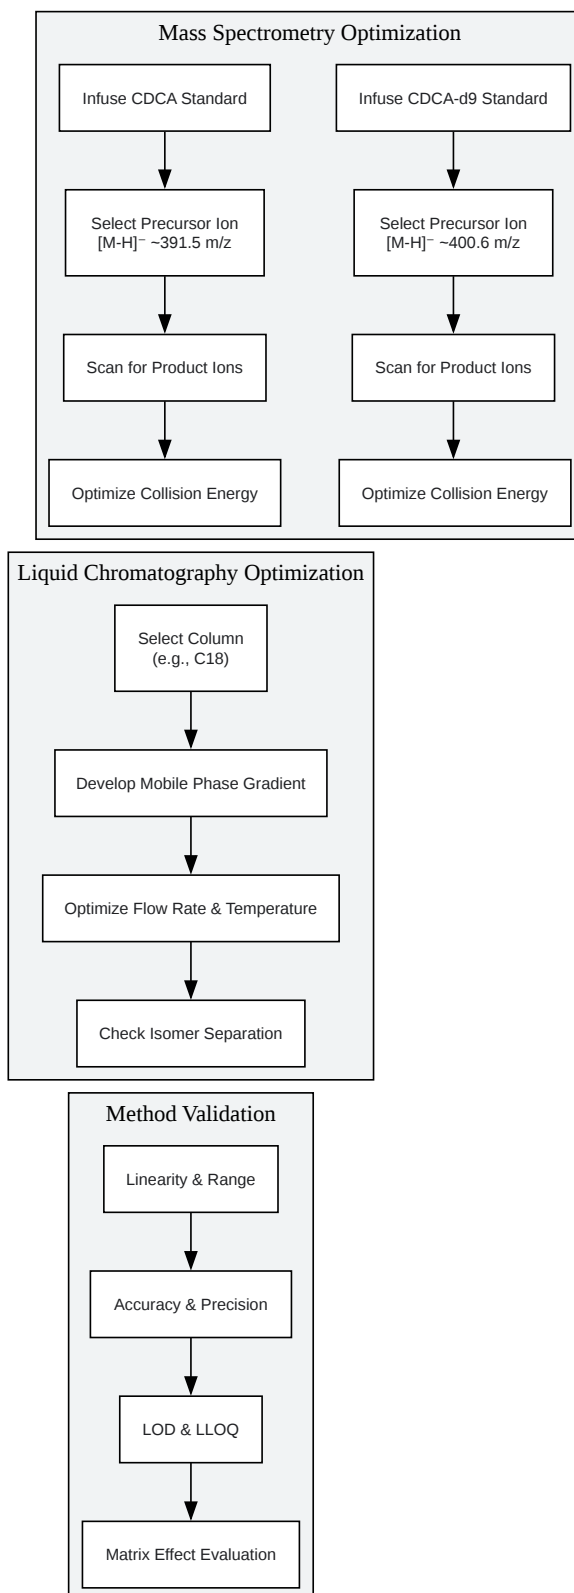 Mass Spectrometry Optimization
Infuse CDCA Standard
Infuse CDCA-d9 Standard
Select Precursor Ion
[M-H]⁻ ~391.5 m/z
Select Precursor Ion
[M-H]⁻ ~400.6 m/z
Scan for Product Ions
Scan for Product Ions
Optimize Collision Energy
Optimize Collision Energy
Liquid Chromatography Optimization
Select Column
(e.g., C18)
Develop Mobile Phase Gradient
Optimize Flow Rate & Temperature
Check Isomer Separation
Method Validation
Linearity & Range
Accuracy & Precision
LOD & LLOQ
Matrix Effect Evaluation